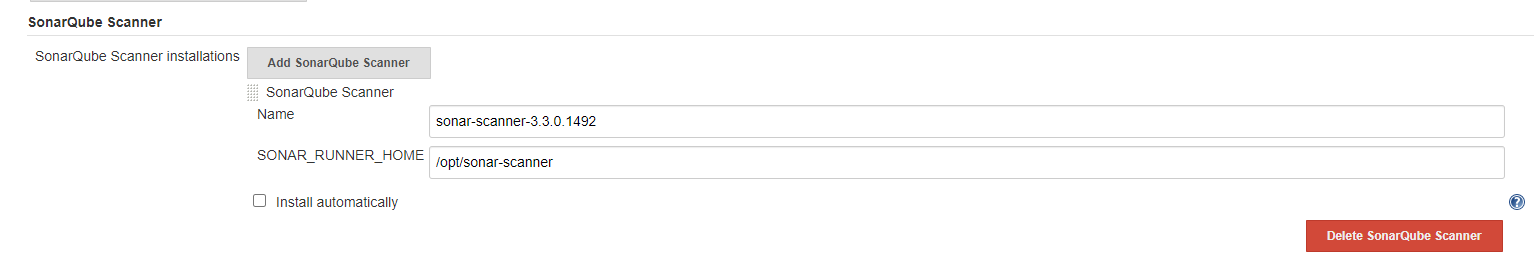 SonarQube Scanner
SonarQube Scanner installations
Add SonarQube Scanner
SonarQube Scanner
Name
sonar-scanner-3.3.0.1492
SONAR_RUNNER_HOME
/opt/sonar-scanner
Install automatically
?
Delete SonarQube Scanner